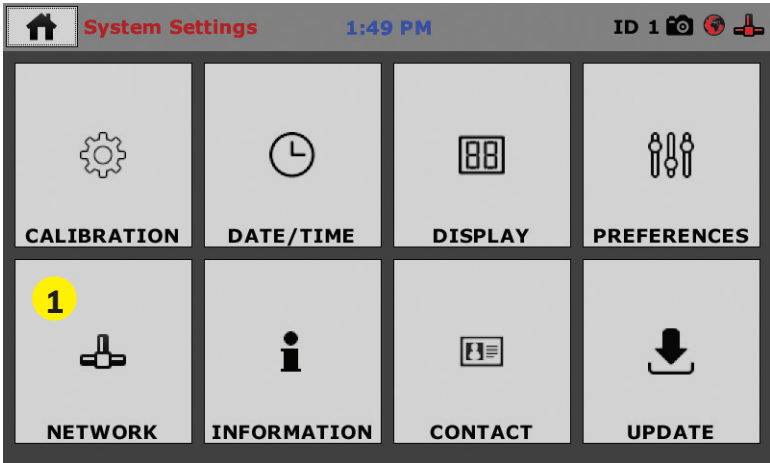 System Settings 1:49 PM ID 1
CALIBRATION DATE/TIME DISPLAY PREFERENCES
1
NETWORK INFORMATION CONTACT UPDATE